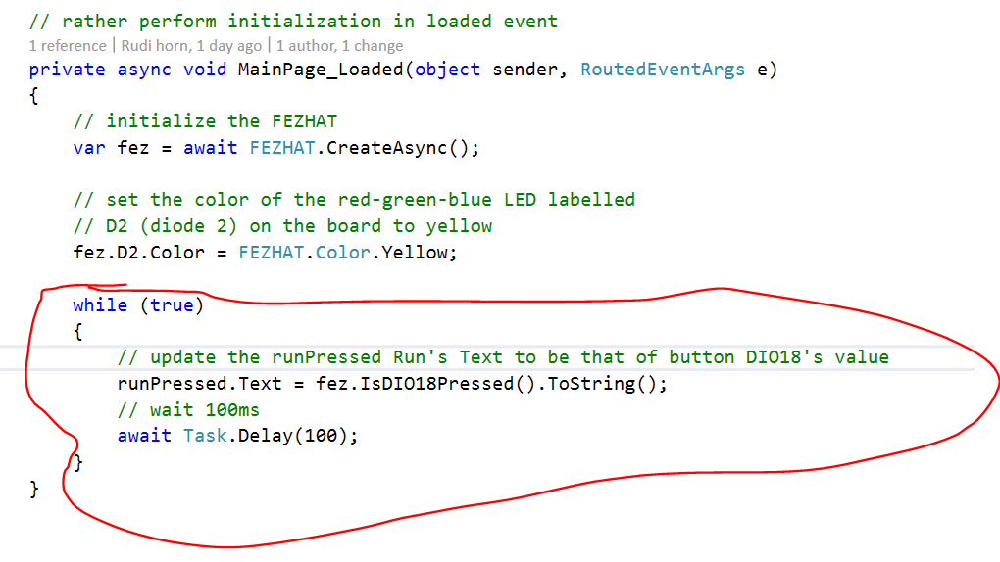 // rather perform initialization in loaded event
1 reference | Rudi horn, 1 day ago | 1 author, 1 change
private async void MainPage_Loaded(object sender, RoutedEventArgs e)
{
    // initialize the FEZHAT
    var fez = await FEZHAT.CreateAsync();

    // set the color of the red-green-blue LED labelled
    // D2 (diode 2) on the board to yellow
    fez.D2.Color = FEZHAT.Color.Yellow;

    while (true)
    {
        // update the runPressed Run's Text to be that of button DIO18's value
        runPressed.Text = fez.IsDIO18Pressed().ToString();
        // wait 100ms
        await Task.Delay(100);
    }
}